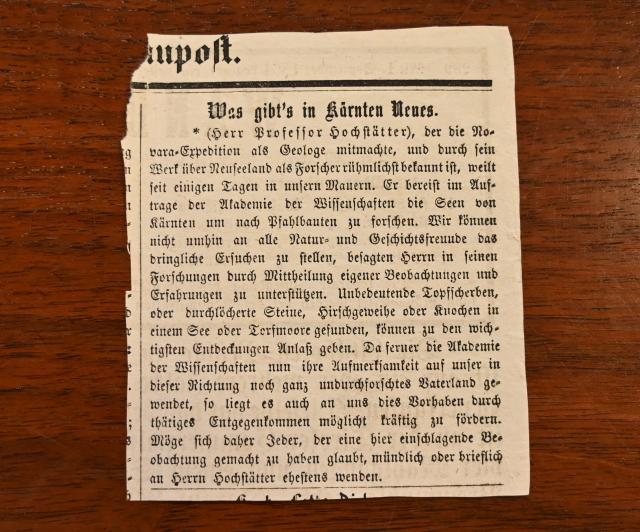 aupost.
Was gibt's in Kärnten Neues.
* (Herr Professor Hochstätter), der die No-
vara-Expedition als Geologe mitmachte, und durch sein
Werk über Neuseeland als Forscher rühmlichst bekannt ist, weilt
seit einigen Tagen in unsern Mauern. Er bereist im Auf-
trage der Akademie der Wissenschaften die Seen von
Kärnten um nach Pfahlbauten zu forschen. Wir können
nicht umhin an alle Natur- und Geschichtsfreuude das
dringliche Ersuchen zu stellen, besagten Herrn in seinen
Forschungen durch Mittheilung eigener Beobachtungen und
Erfahrungen zu unterstützen. Unbedeutende Topfscherben,
oder durchlöcherte Steine, Hirschgeweihe oder Knochen in
einem See oder Torfmoore gefunden, können zu den wich-
tigsten Entdeckungen Anlaß geben. Da ferner die Akademie
der Wissenschaften nun ihre Aufmerksamkeit auf unser in
dieser Richtung noch ganz undurchforschtes Vaterland ge-
wendet, so liegt es auch an uns dies Vorhaben durch
thätiges Entgegenkommen möglicht kräftig zu fördern.
Möge sich daher Jeder, der eine hier einschlagende Be-
obachtung gemacht zu haben glaubt, mündlich oder brieflich
an Herrn Hochstätter ehestens wenden.